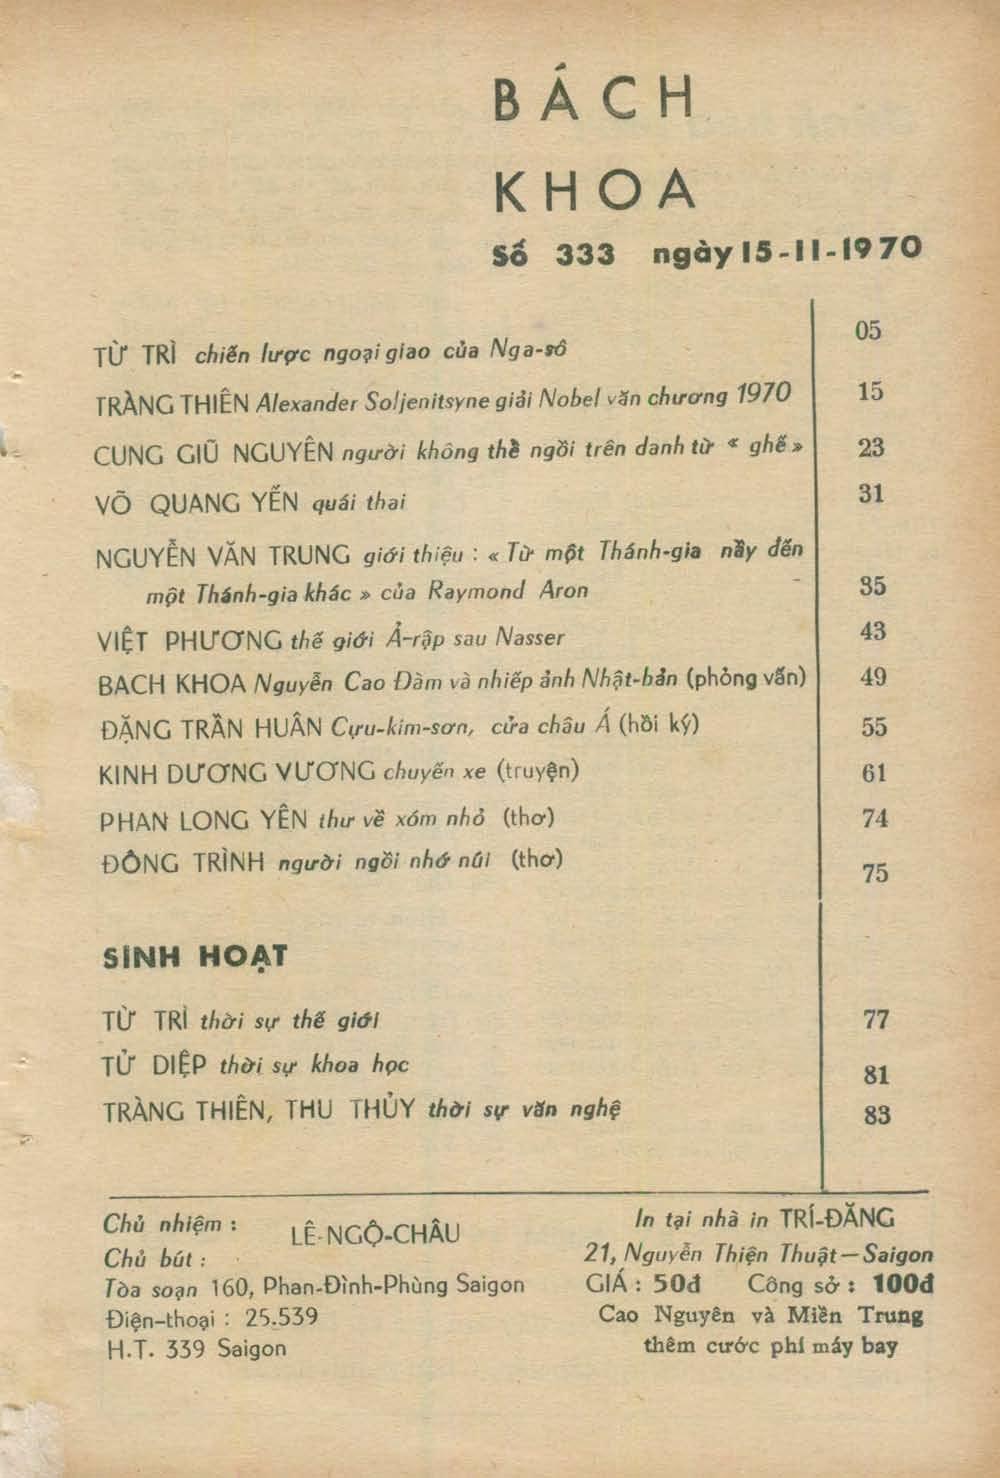 BÁCH
KHOA
Số 333 ngày 15-11-1970
TỪ TRÌ chiến lược ngoại giao của Nga-sô 05
TRÀNG THIÊN Alexander Soljenitsyne giải Nobel văn chương 1970 15
CUNG GIŨ NGUYÊN người không thể ngồi trên danh từ « ghế » 23
VÕ QUANG YẾN quái thai 31
NGUYỄN VĂN TRUNG giới thiệu : « Từ một Thánh-gia nầy đến
một Thánh-gia khác » của Raymond Aron 35
VIỆT PHƯƠNG thế giới Ả-rập sau Nasser 43
BACH KHOA Nguyễn Cao Đàm và nhiếp ảnh Nhật-bản (phỏng vấn) 49
ĐẶNG TRẦN HUÂN Cựu-kim-sơn, cửa châu Á (hồi ký) 55
KINH DƯƠNG VƯƠNG chuyến xe (truyện) 61
PHAN LONG YÊN thư về xóm nhỏ (thơ) 74
ĐÔNG TRÌNH người ngồi nhớ núi (thơ) 75
SINH HOẠT
TỪ TRÌ thời sự thế giới 77
TỬ DIỆP thời sự khoa học 81
TRÀNG THIÊN, THU THỦY thời sự văn nghệ 83
Chủ nhiệm :
LÊ-NGỘ-CHÂU
Chủ bút :
Tòa soạn 160, Phan-Đình-Phùng Saigon
Điện-thoại : 25.539
H.T. 339 Saigon
In tại nhà in TRÍ-ĐĂNG
21, Nguyễn Thiện Thuật — Saigon
GIÁ : 50đ Công sở : 100đ
Cao Nguyên và Miền Trung
thêm cước phí máy bay